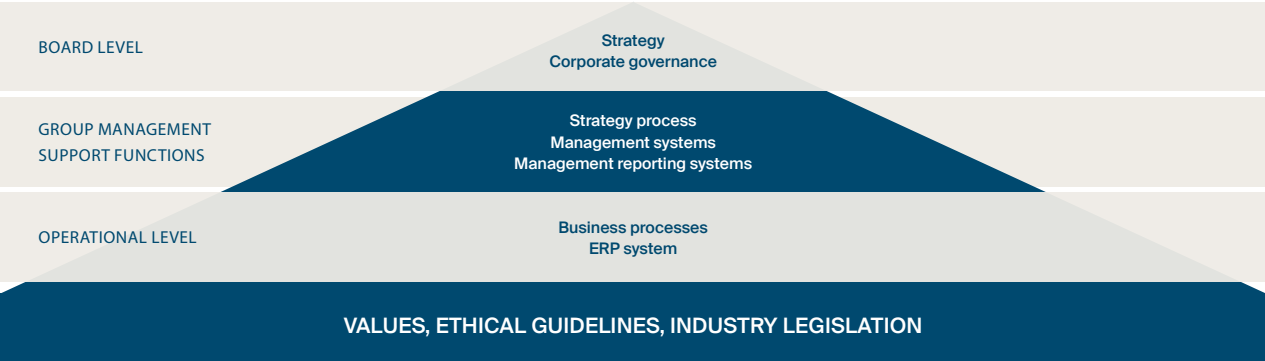 BOARD LEVEL
Strategy
Corporate governance
GROUP MANAGEMENT
SUPPORT FUNCTIONS
Strategy process
Management systems
Management reporting systems
OPERATIONAL LEVEL
Business processes
ERP system
VALUES, ETHICAL GUIDELINES, INDUSTRY LEGISLATION